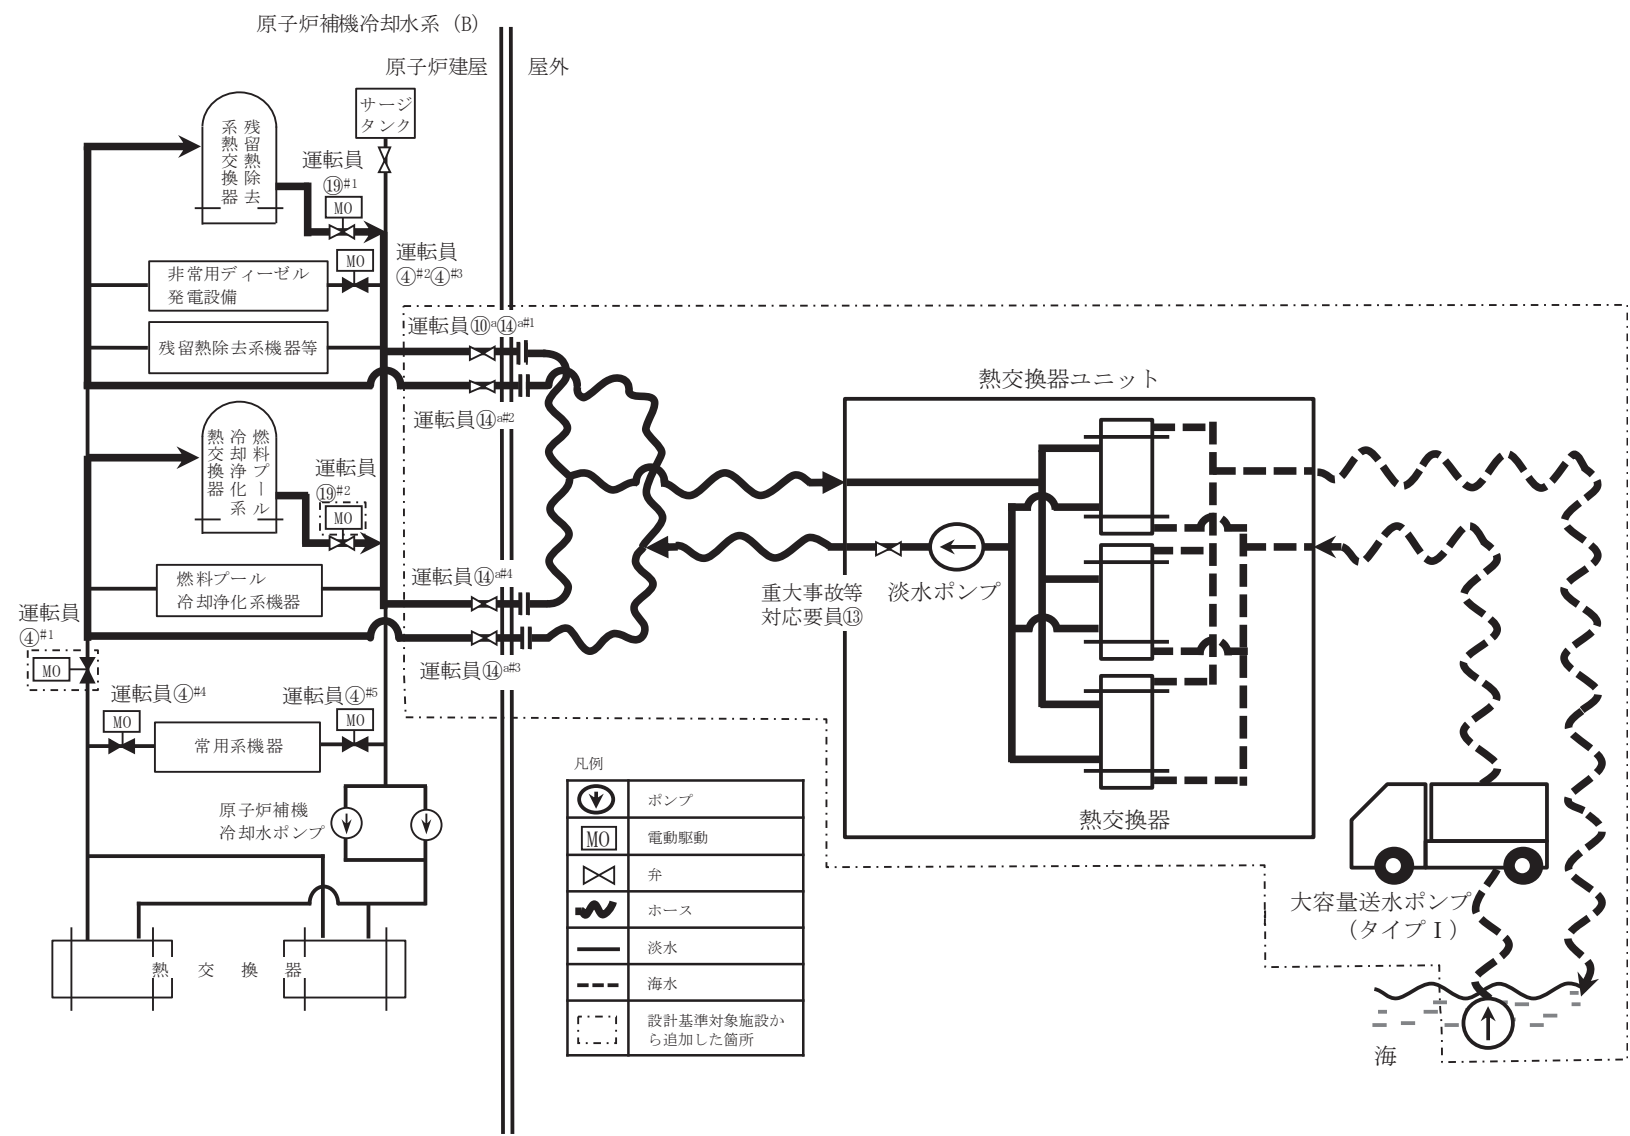 原子炉補機冷却水系（B）
原子炉建屋
屋外
サージ
タンク
残留熱除去
系熱交換器
運転員
⑲#1
MO
運転員
④#2④#3
MO
非常用ディーゼル
発電設備
残留熱除去系機器等
運転員⑩a⑭a#1
運転員⑭a#2
燃料プール
冷却浄化系
熱交換器
運転員
⑲#2
MO
燃料プール
冷却浄化系機器
運転員⑭a#4
運転員⑭a#3
運転員
④#1
MO
運転員④#4
MO
運転員④#5
MO
常用系機器
原子炉補機
冷却水ポンプ
熱交換器
熱交換器ユニット
重大事故等
対応要員⑬
淡水ポンプ
熱交換器
大容量送水ポンプ
（タイプⅠ）
海
凡例
ポンプ
MO
電動駆動
弁
ホース
淡水
海水
設計基準対象施設か
ら追加した箇所